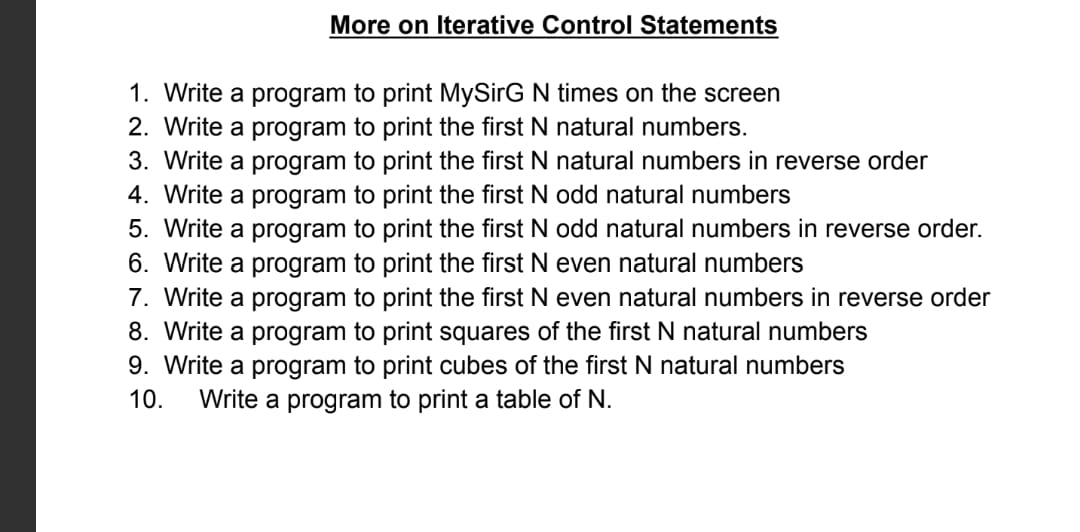 More on Iterative Control Statements
1. Write a program to print MySirG N times on the screen
2. Write a program to print the first N natural numbers.
3. Write a program to print the first N natural numbers in reverse order
4. Write a program to print the first N odd natural numbers
5. Write a program to print the first N odd natural numbers in reverse order.
6. Write a program to print the first N even natural numbers
7. Write a program to print the first N even natural numbers in reverse order
8. Write a program to print squares of the first N natural numbers
9. Write a program to print cubes of the first N natural numbers
10. Write a program to print a table of N.